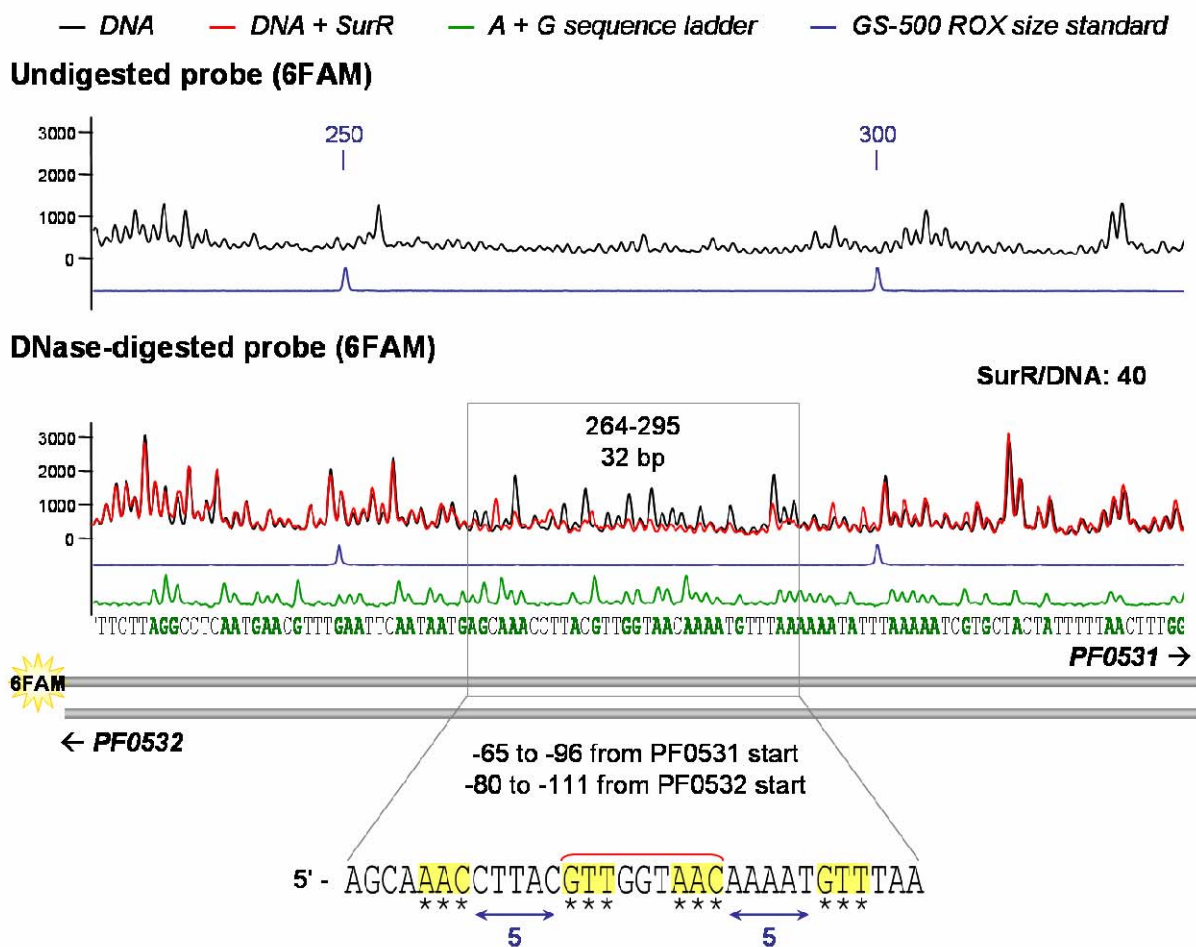 DNA DNA + SurR A + G sequence ladder GS-500 ROX size standard
Undigested probe (6FAM)
3000
2000
1000
0
250 300
DNase-digested probe (6FAM)
SurR/DNA: 40
264-295
32 bp
3000
2000
1000
0
'TTCTTAGGCCTCAATGAACGTTTGAATTCAATAATGAGCAAACCTTACGTTGGTAACAAAATGTTTAAAAAATATTTAAAAATCGTGCTACTATTTTTAACTTTGG
PF0531 →
6FAM
← PF0532
-65 to -96 from PF0531 start
-80 to -111 from PF0532 start
5' - AGCAAACCTTACGTTGGTAACAAAATGTTTAA
*** *** *** ***
5 5